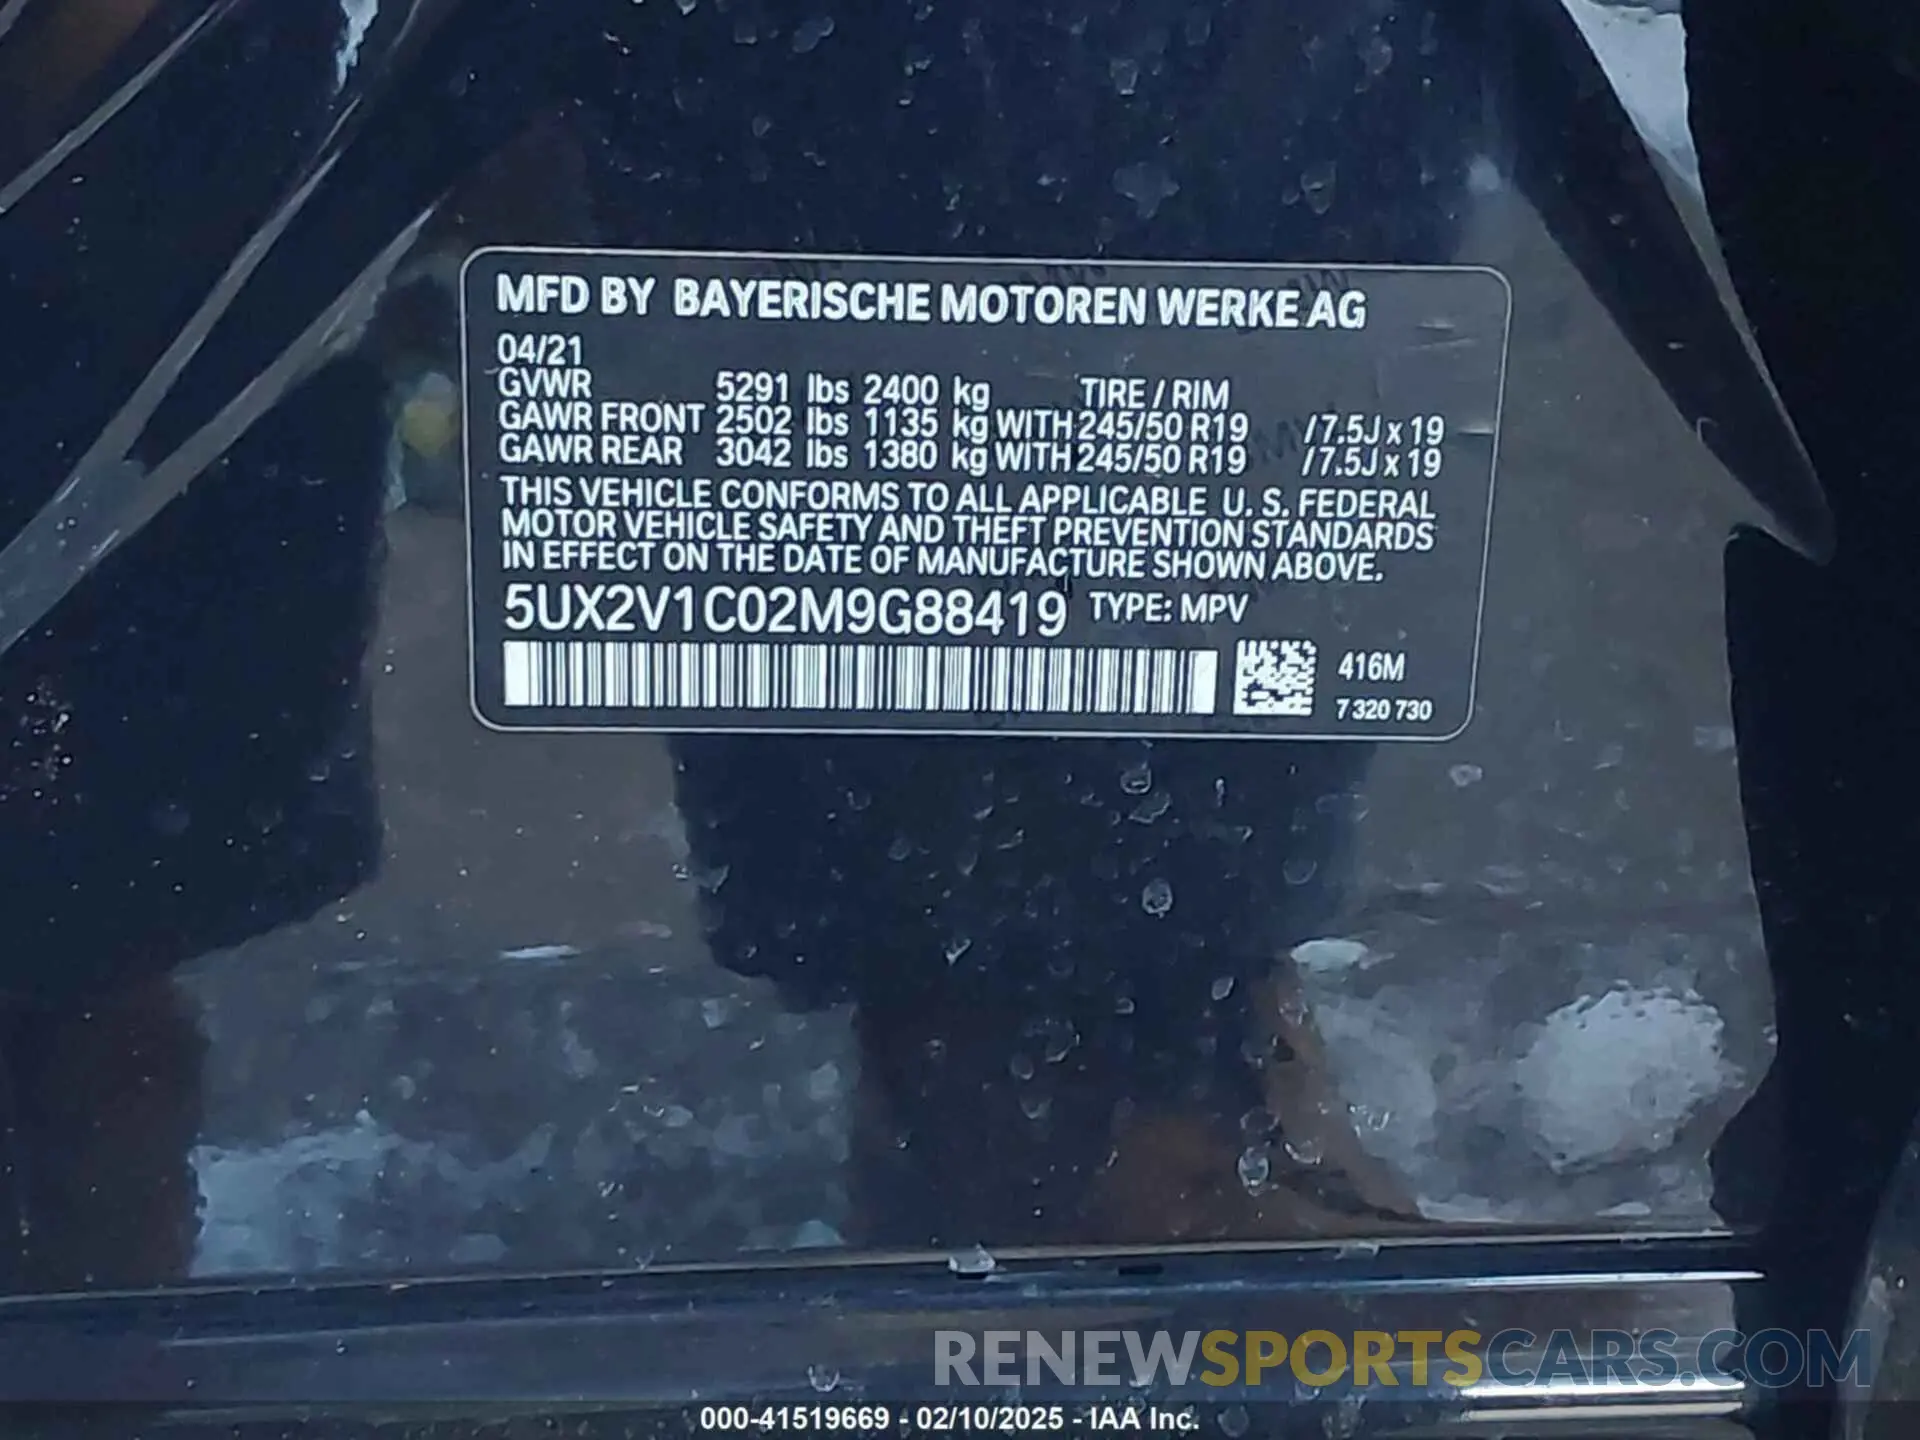 MFD BY BAYERISCHE MOTOREN WERKE AG
04/21
GVWR 5291 lbs 2400 kg TIRE / RIM
GAWR FRONT 2502 lbs 1135 kg WITH 245/50 R19 /7.5J x 19
GAWR REAR 3042 lbs 1380 kg WITH 245/50 R19 /7.5J x 19
THIS VEHICLE CONFORMS TO ALL APPLICABLE U. S. FEDERAL
MOTOR VEHICLE SAFETY AND THEFT PREVENTION STANDARDS
IN EFFECT ON THE DATE OF MANUFACTURE SHOWN ABOVE.
5UX2V1C02M9G88419 TYPE: MPV
416M
7 320 730
RENEWSPORTSCARS.COM
000-41519669 - 02/10/2025 - IAA Inc.